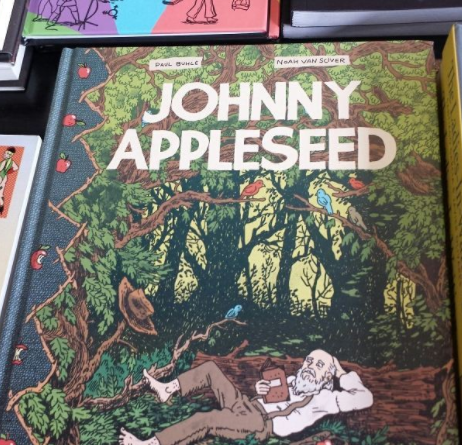 PAUL BUHLE NOAH VAN SCIVER
JOHNNY
APPLESEED